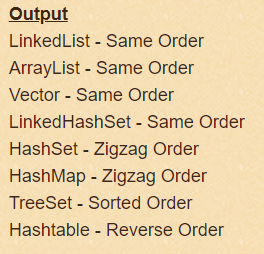 Output
LinkedList - Same Order
ArrayList - Same Order
Vector - Same Order
LinkedHashSet - Same Order
HashSet - Zigzag Order
HashMap - Zigzag Order
TreeSet - Sorted Order
Hashtable - Reverse Order